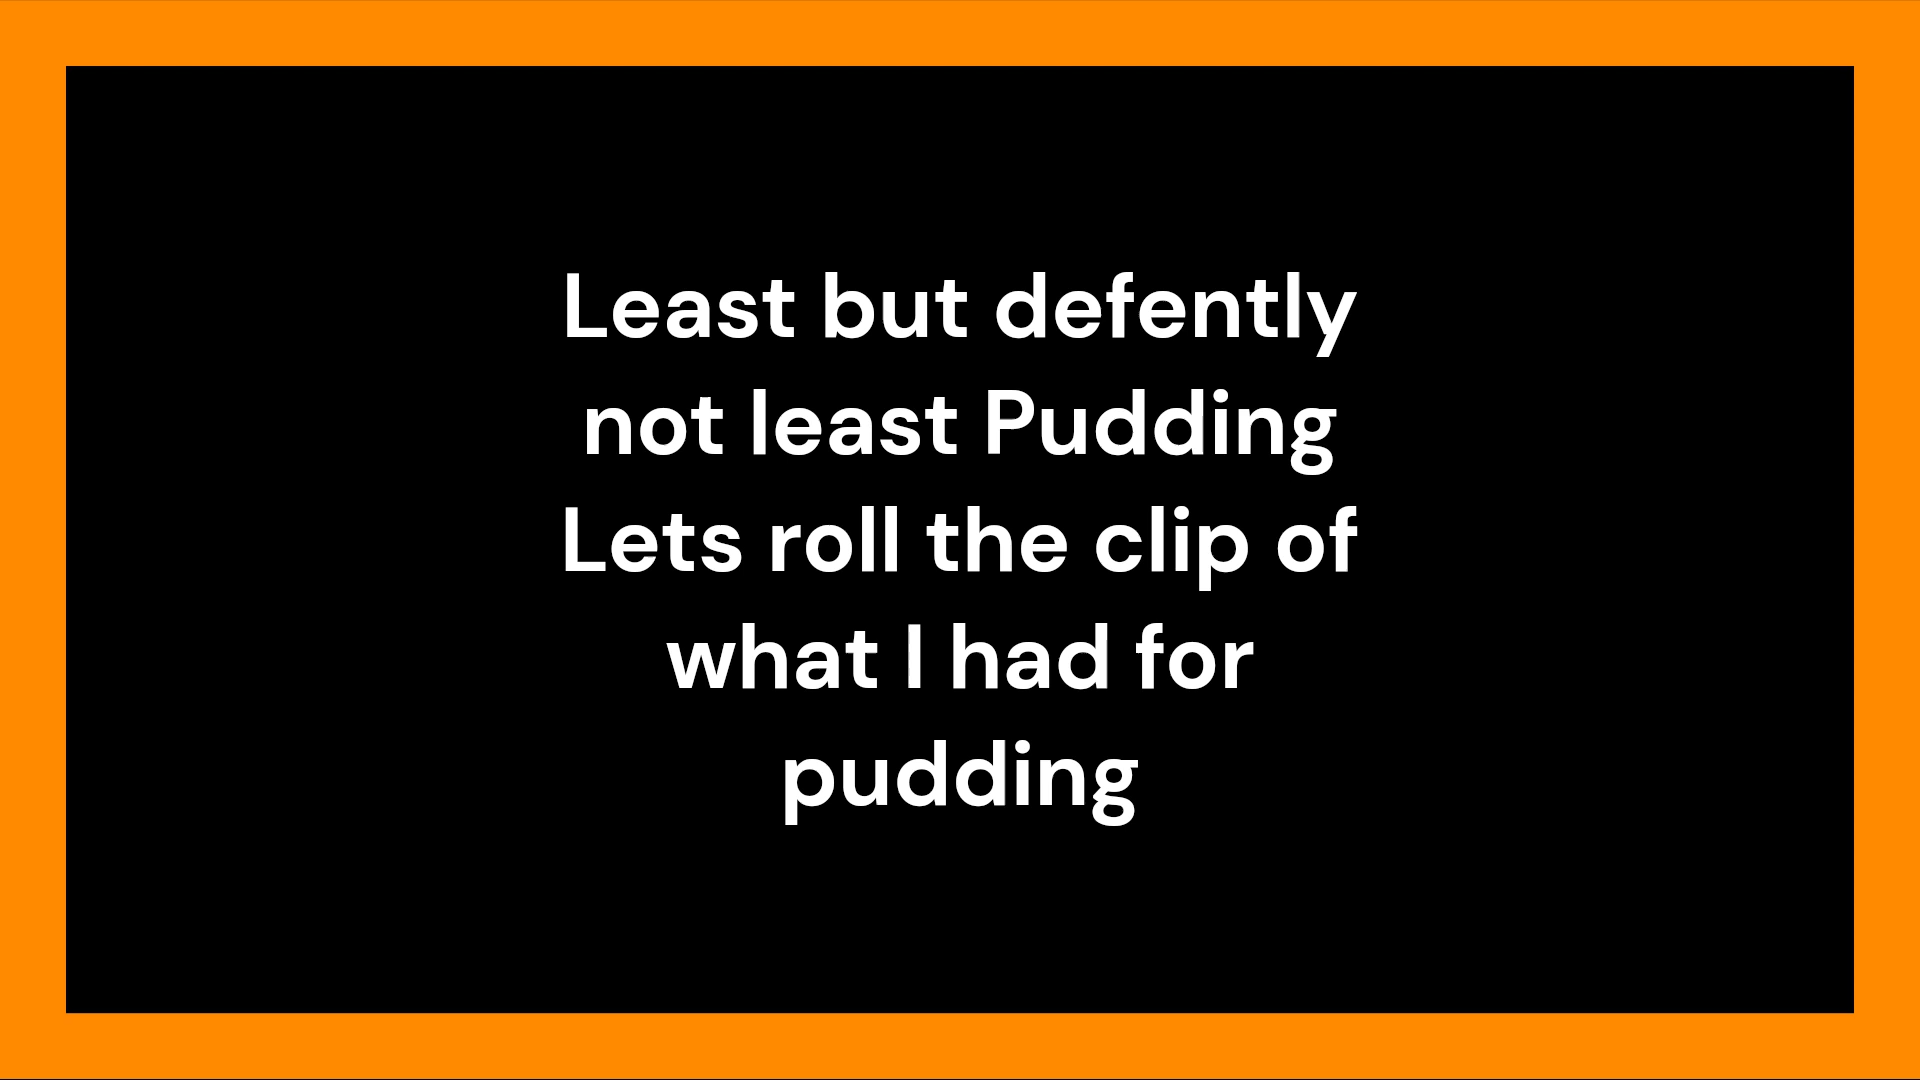 Least but defently
not least Pudding
Lets roll the clip of
what I had for
pudding